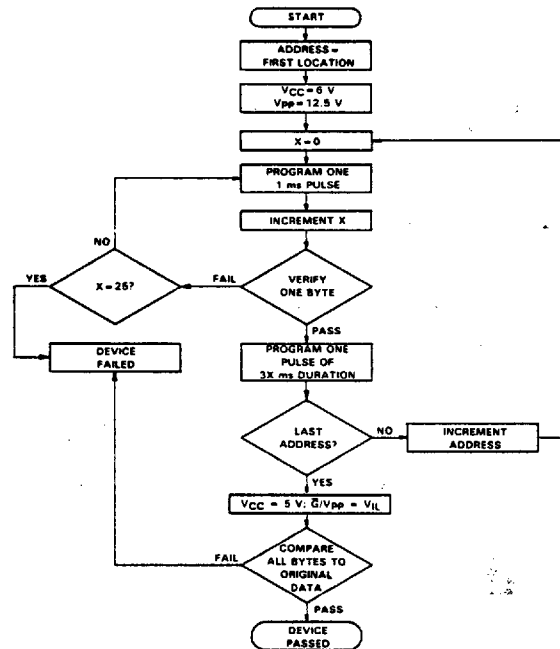 START
ADDRESS=
FIRST LOCATION
VCC=6 V
Vpp=12.5 V
X=0
PROGRAM ONE
1 ms PULSE
INCREMENT X
NO
YES
X=25?
FAIL
VERIFY
ONE BYTE
PASS
DEVICE
FAILED
PROGRAM ONE
PULSE OF
3X ms DURATION
LAST
ADDRESS?
NO
INCREMENT
ADDRESS
YES
VCC = 5 V; G̅/Vpp = VIL
FAIL
COMPARE
ALL BYTES TO
ORIGINAL
DATA
PASS
DEVICE
PASSED